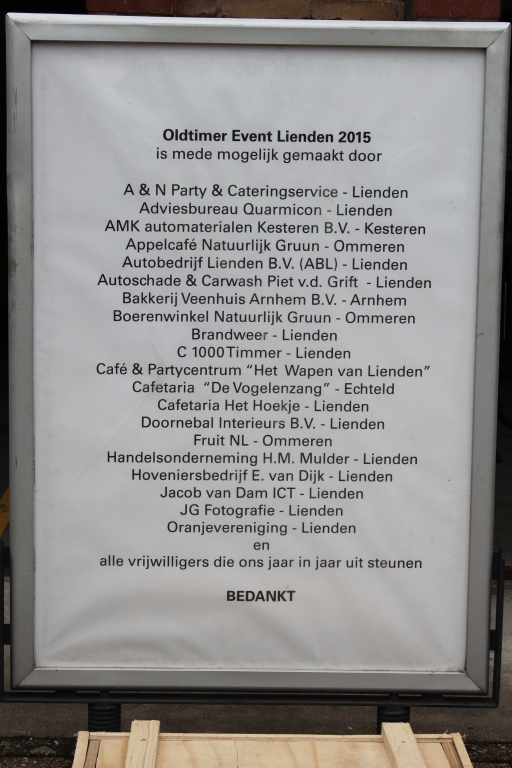 Oldtimer Event Lienden 2015
is mede mogelijk gemaakt door
A & N Party & Cateringservice - Lienden
Adviesbureau Quarmicon - Lienden
AMK automaterialen Kesteren B.V. - Kesteren
Appelcafé Natuurlijk Gruun - Ommeren
Autobedrijf Lienden B.V. (ABL) - Lienden
Autoschade & Carwash Piet v.d. Grift - Lienden
Bakkerij Veenhuis Arnhem B.V. - Arnhem
Boerenwinkel Natuurlijk Gruun - Ommeren
Brandweer - Lienden
C 1000 Timmer - Lienden
Café & Partycentrum "Het Wapen van Lienden"
Cafetaria "De Vogelenzang" - Echteld
Cafetaria Het Hoekje - Lienden
Doornebal Interieurs B.V. - Lienden
Fruit NL - Ommeren
Handelsonderneming H.M. Mulder - Lienden
Hoveniersbedrijf E. van Dijk - Lienden
Jacob van Dam ICT - Lienden
JG Fotografie - Lienden
Oranjevereniging - Lienden
en
alle vrijwilligers die ons jaar in jaar uit steunen
BEDANKT